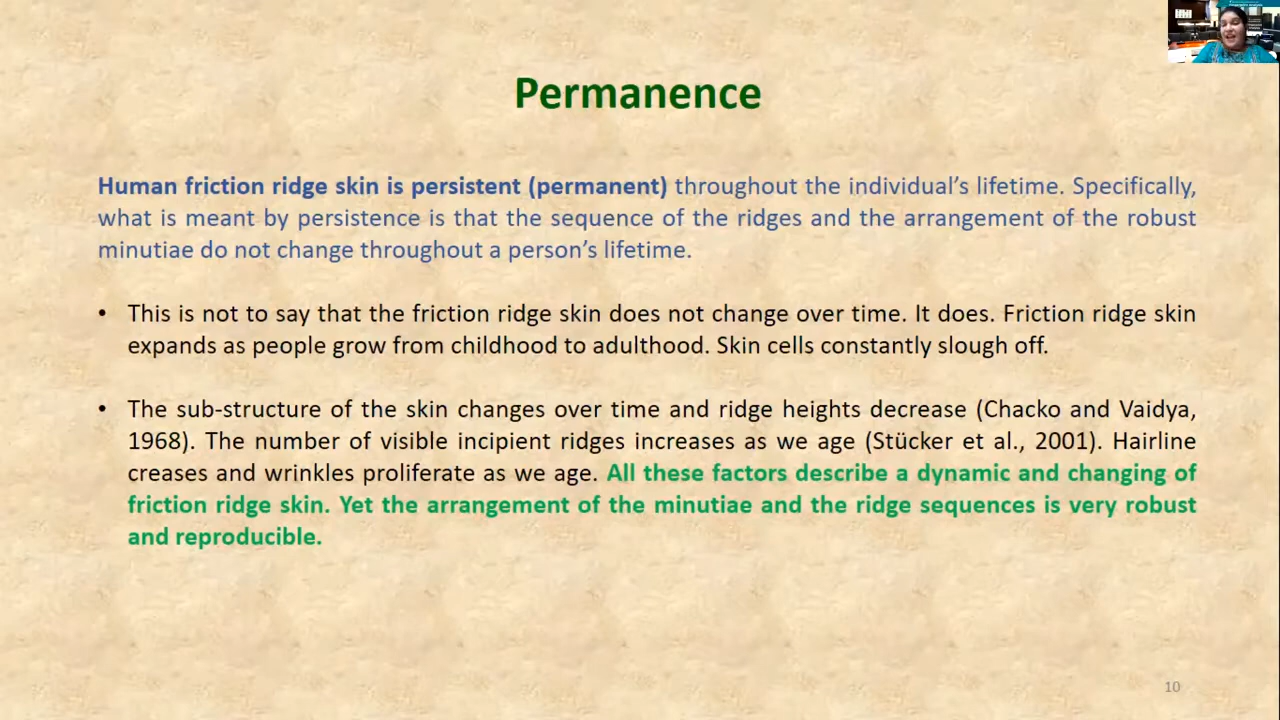 Permanence
Human friction ridge skin is persistent (permanent) throughout the individual's lifetime. Specifically,
what is meant by persistence is that the sequence of the ridges and the arrangement of the robust
minutiae do not change throughout a person's lifetime.
• This is not to say that the friction ridge skin does not change over time. It does. Friction ridge skin
expands as people grow from childhood to adulthood. Skin cells constantly slough off.
• The sub-structure of the skin changes over time and ridge heights decrease (Chacko and Vaidya,
1968). The number of visible incipient ridges increases as we age (Stücker et al., 2001). Hairline
creases and wrinkles proliferate as we age. All these factors describe a dynamic and changing of
friction ridge skin. Yet the arrangement of the minutiae and the ridge sequences is very robust
and reproducible.
10